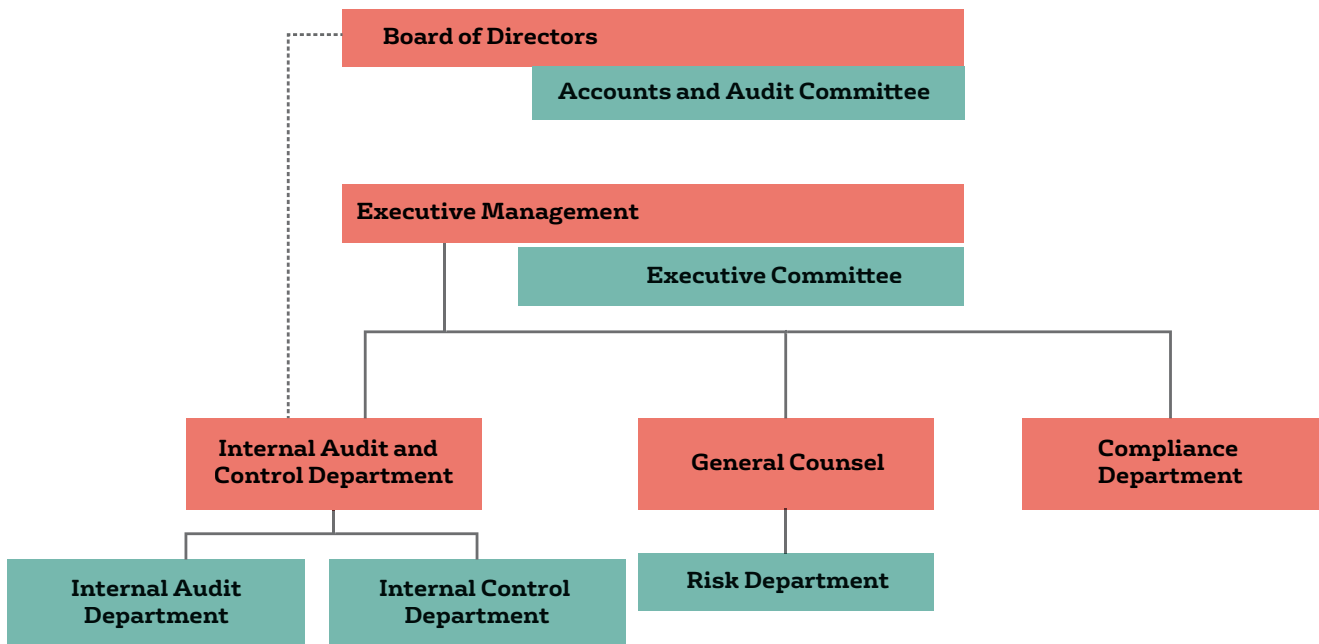 Board of Directors
Accounts and Audit Committee
Executive Management
Executive Committee
Internal Audit and
Control Department
General Counsel
Compliance
Department
Internal Audit
Department
Internal Control
Department
Risk Department